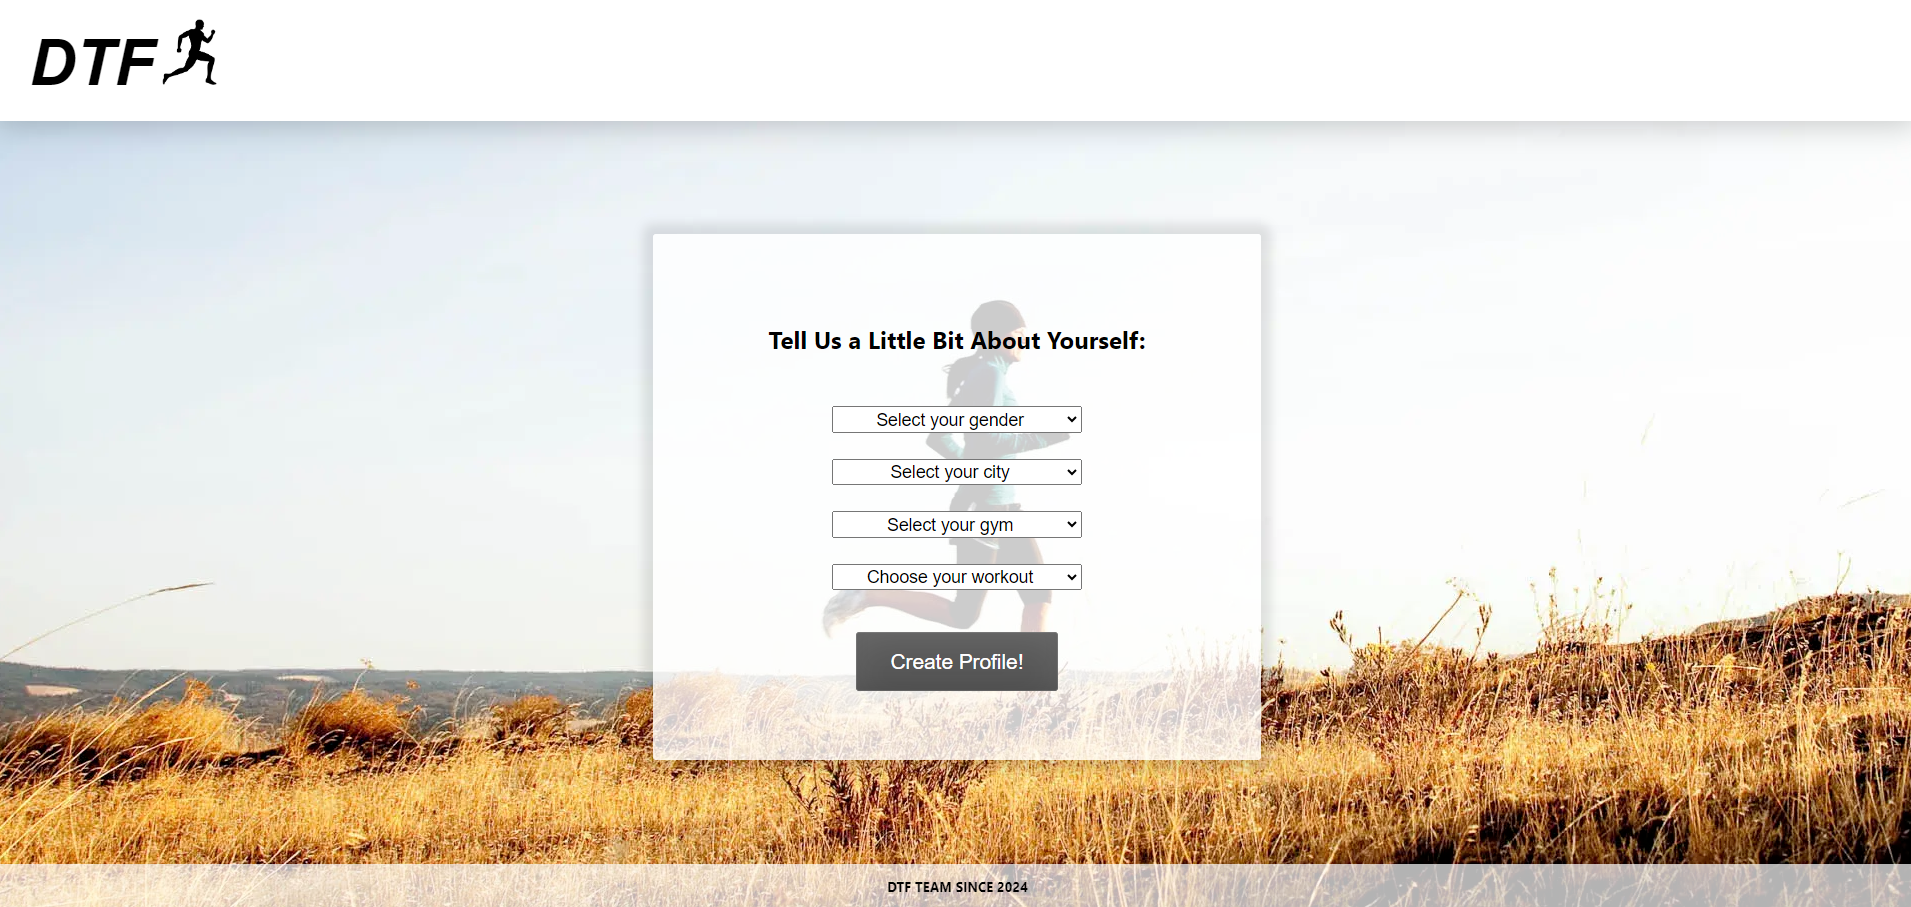 DTF
Tell Us a Little Bit About Yourself:
Select your gender
Select your city
Select your gym
Choose your workout
Create Profile!
DTF TEAM SINCE 2024